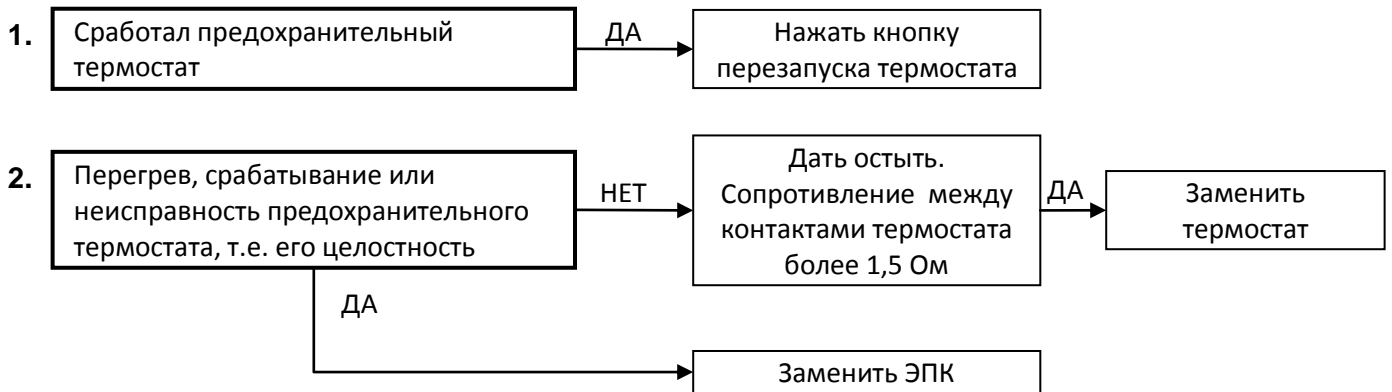 1.
Сработал предохранительный
термостат
ДА
Нажать кнопку
перезапуска термостата
2.
Перегрев, срабатывание или
неисправность предохранительного
термостата, т.е. его целостность
НЕТ
Дать остыть.
Сопротивление между
контактами термостата
более 1,5 Ом
ДА
Заменить
термостат
ДА
Заменить ЭПК